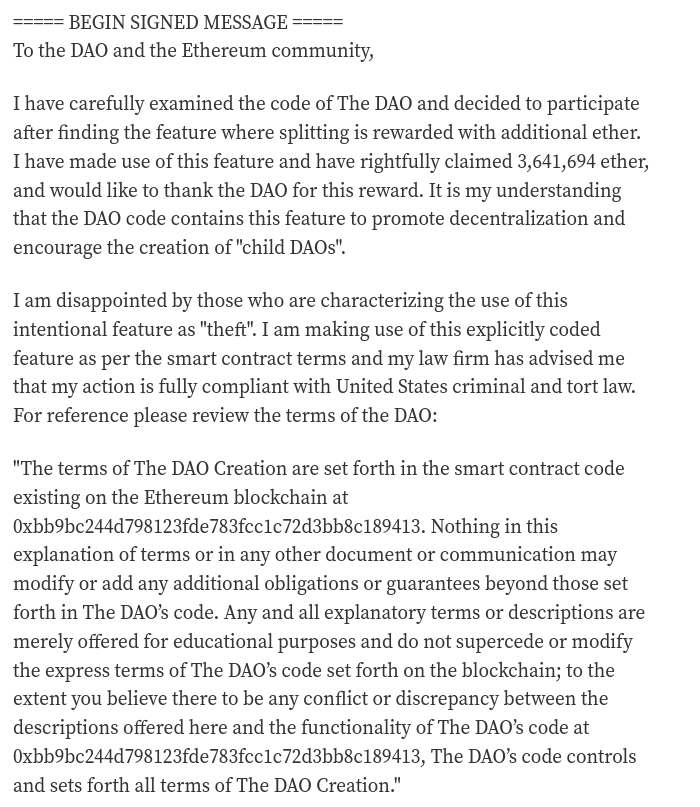 ===== BEGIN SIGNED MESSAGE =====
To the DAO and the Ethereum community,
I have carefully examined the code of The DAO and decided to participate
after finding the feature where splitting is rewarded with additional ether.
I have made use of this feature and have rightfully claimed 3,641,694 ether,
and would like to thank the DAO for this reward. It is my understanding
that the DAO code contains this feature to promote decentralization and
encourage the creation of "child DAOs".
I am disappointed by those who are characterizing the use of this
intentional feature as "theft". I am making use of this explicitly coded
feature as per the smart contract terms and my law firm has advised me
that my action is fully compliant with United States criminal and tort law.
For reference please review the terms of the DAO:
"The terms of The DAO Creation are set forth in the smart contract code
existing on the Ethereum blockchain at
0xbb9bc244d798123fde783fcc1c72d3bb8c189413. Nothing in this
explanation of terms or in any other document or communication may
modify or add any additional obligations or guarantees beyond those set
forth in The DAO’s code. Any and all explanatory terms or descriptions are
merely offered for educational purposes and do not supercede or modify
the express terms of The DAO’s code set forth on the blockchain; to the
extent you believe there to be any conflict or discrepancy between the
descriptions offered here and the functionality of The DAO’s code at
0xbb9bc244d798123fde783fcc1c72d3bb8c189413, The DAO’s code controls
and sets forth all terms of The DAO Creation."